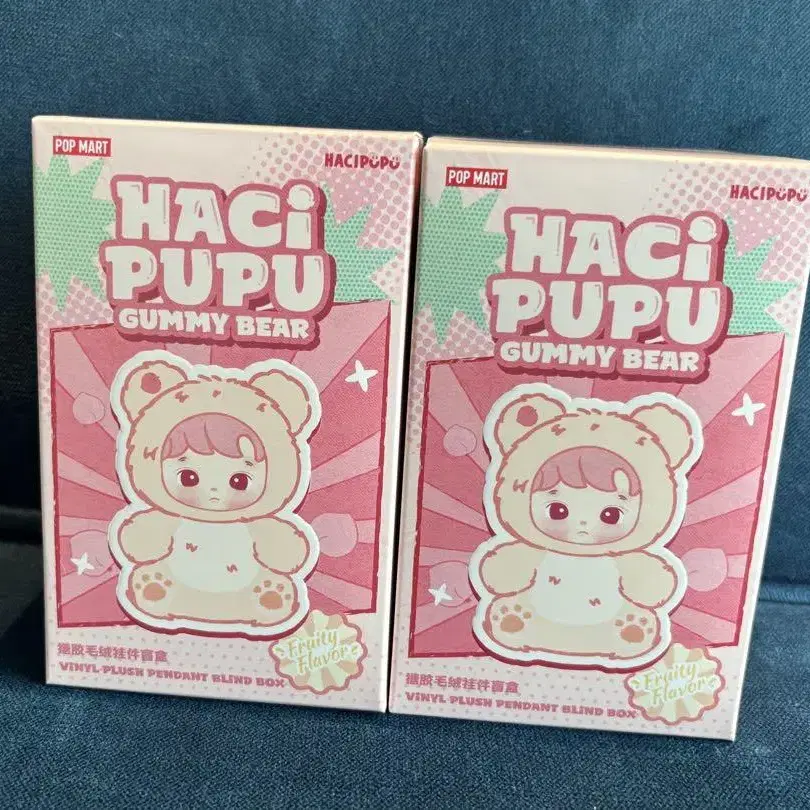 POP MART
HACIPUPU
HACi
PUPU
GUMMY BEAR
Fruity
Flavor
搪胶毛绒挂件盲盒
ViNYL PLUSH PENDANT BLiND BOX
POP MART
HACIPUPU
HACi
PUPU
GUMMY BEAR
Fruity
Flavor
搪胶毛绒挂件盲盒
ViNYL PLUSH PENDANT BLiND BOX